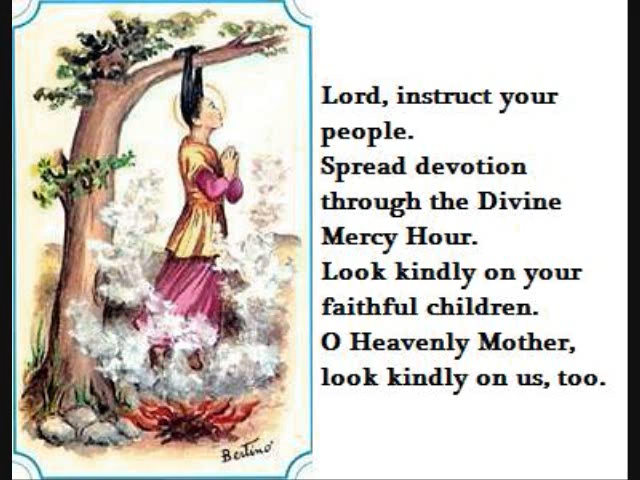 Lord, instruct your
people.
Spread devotion
through the Divine
Mercy Hour.
Look kindly on your
faithful children.
O Heavenly Mother,
look kindly on us, too.
Bertino